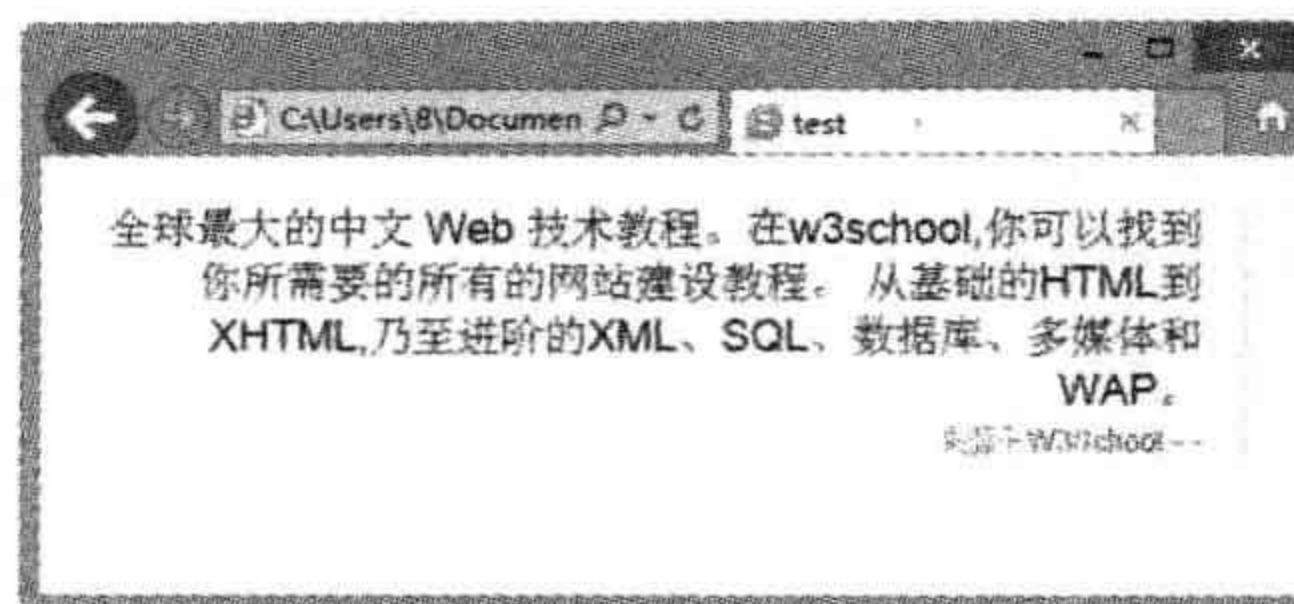 C:\Users\8\Documen test
全球最大的中文 Web 技术教程。在w3school,你可以找到
你所需要的所有的网站建设教程。 从基础的HTML到
XHTML,乃至进阶的XML、SQL、数据库、多媒体和
WAP。